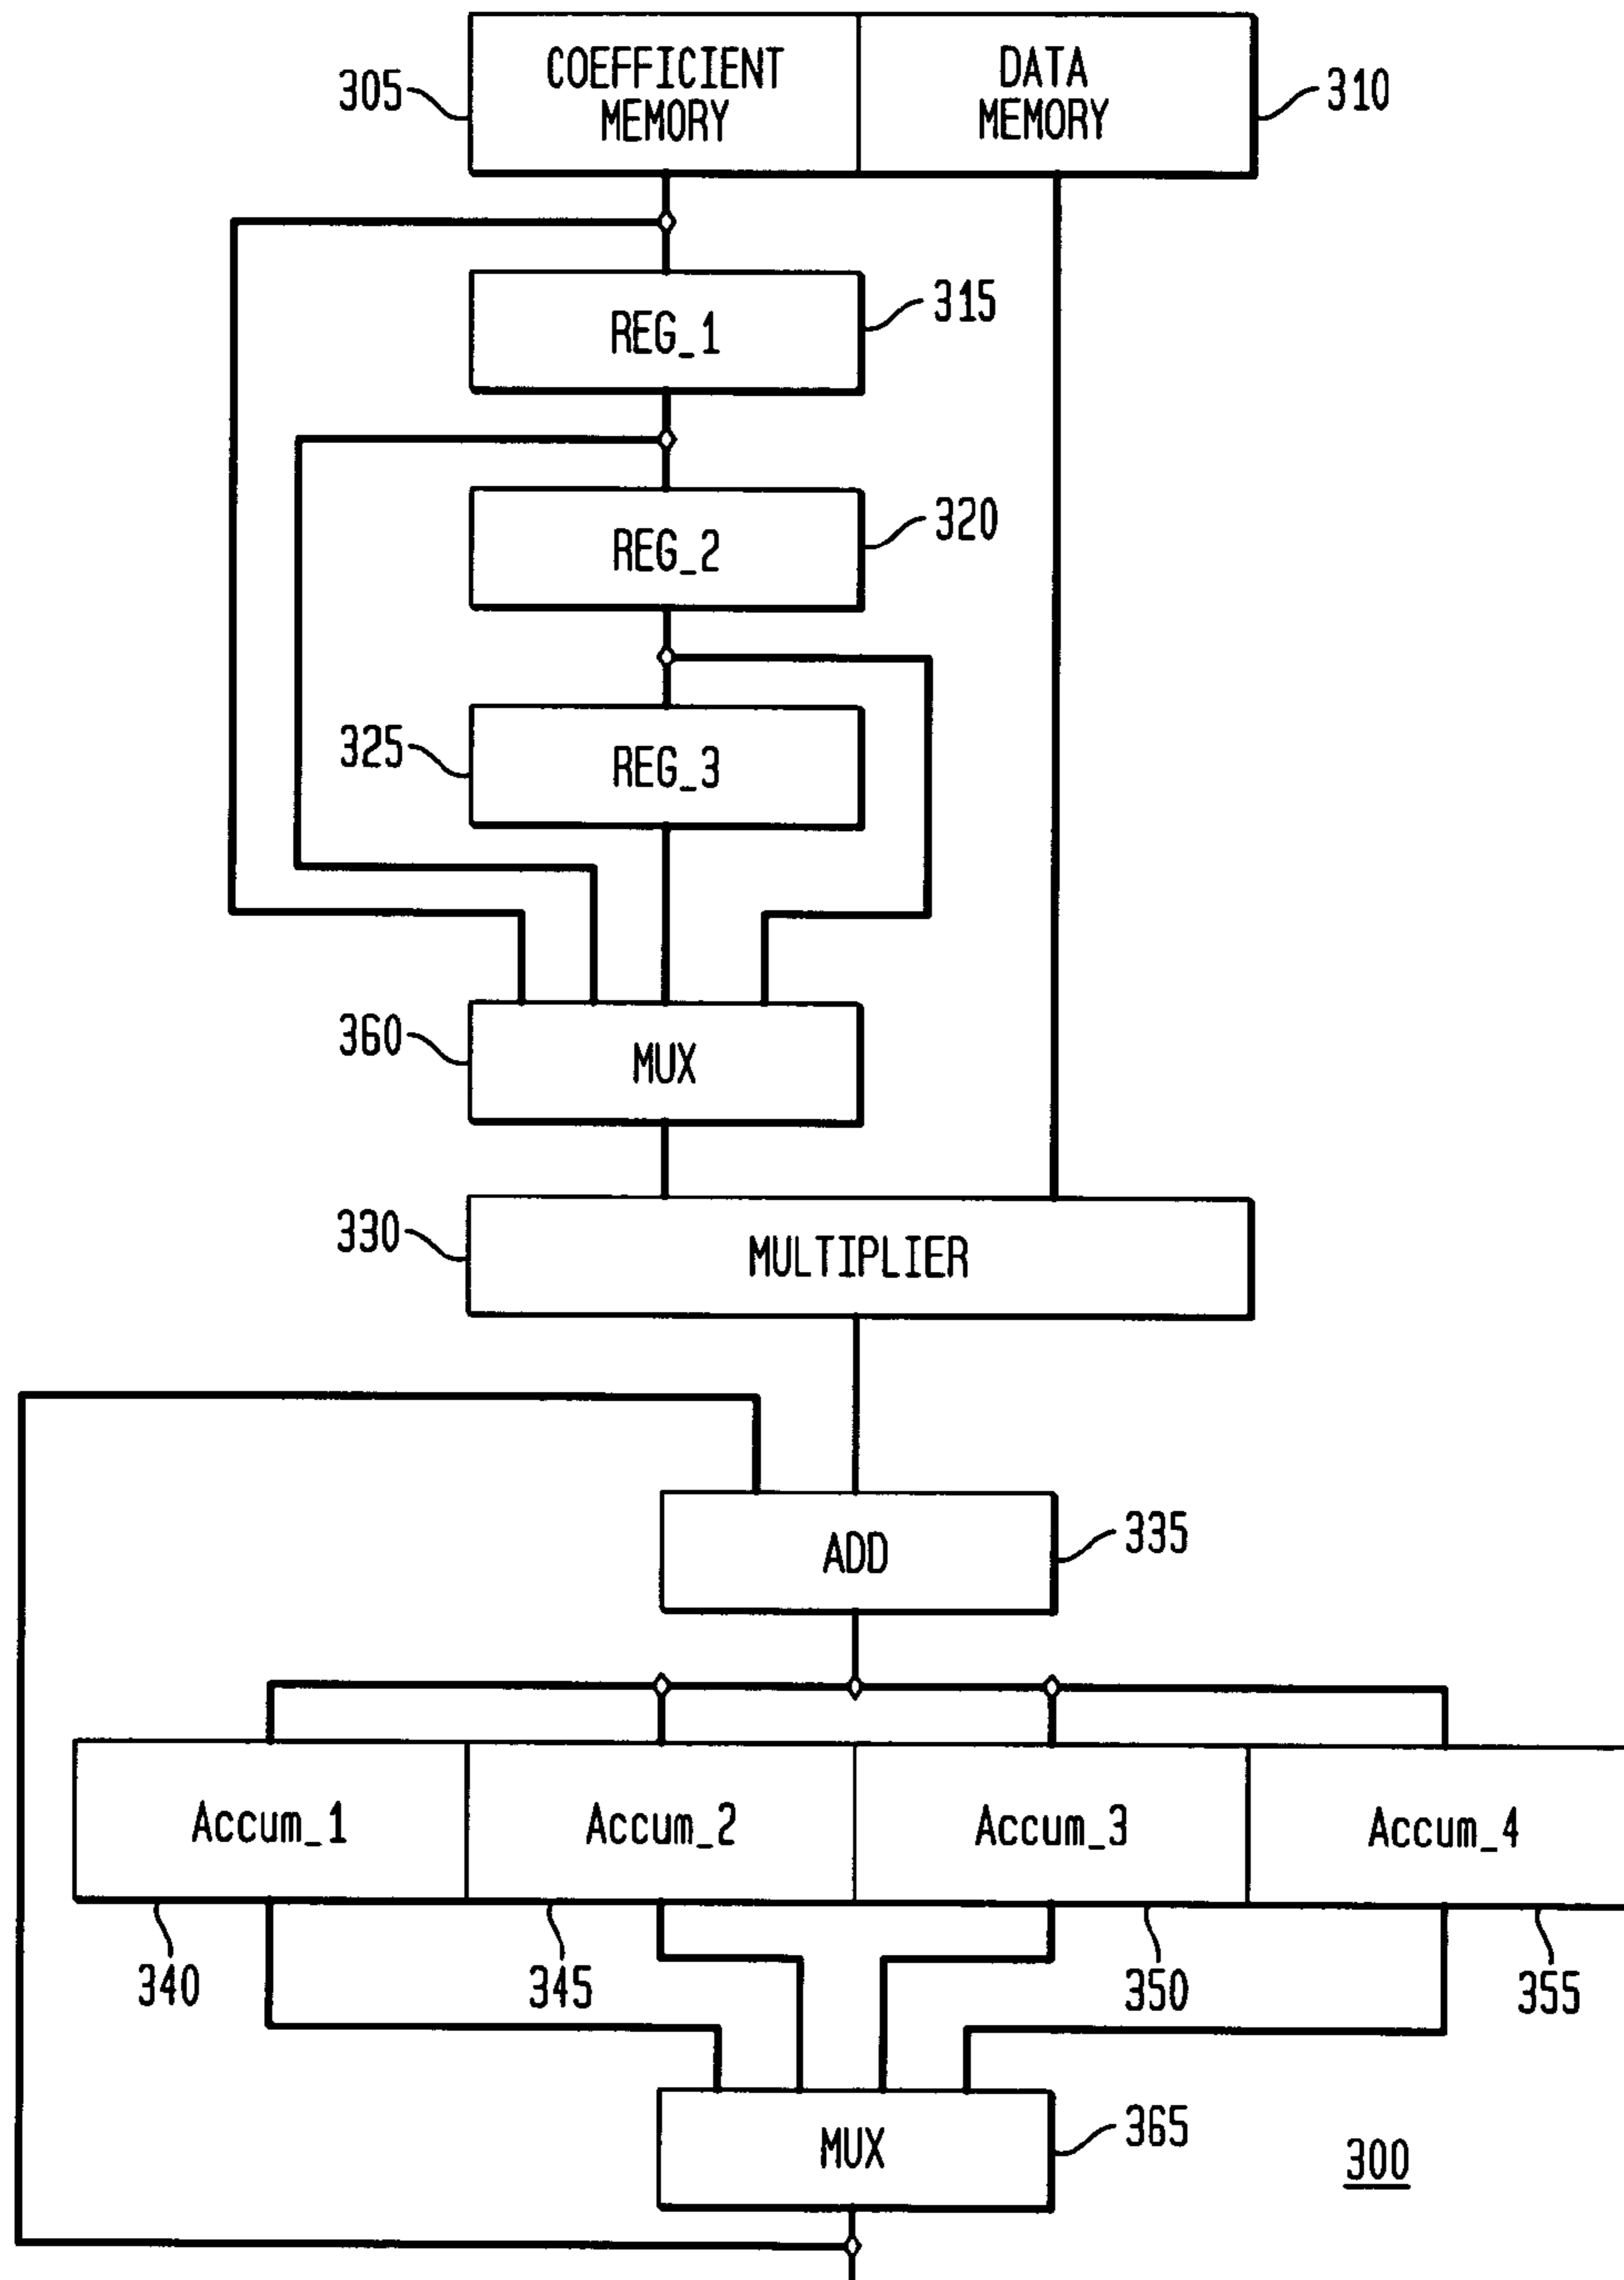 COEFFICIENT
MEMORY
DATA
MEMORY
305
310
REG_1
315
REG_2
320
REG_3
325
MUX
360
MULTIPLIER
330
ADD
335
Accum_1
Accum_2
Accum_3
Accum_4
340
345
350
355
MUX
365
300